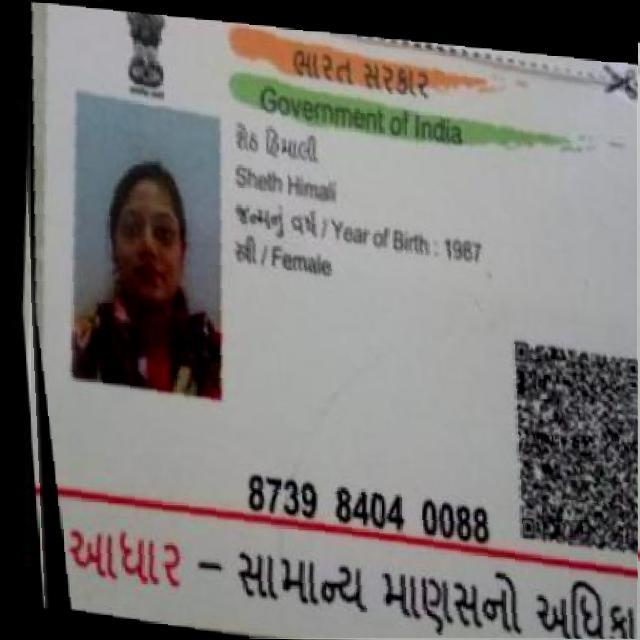 ભારત સરકાર
Government of India
શેઠ હિમાલી
Sheth Himali
જન્મનું વર્ષ / Year of Birth : 1987
સ્ત્રી / Female
8739 8404 0088
આધાર – સામાન્ય માણસનો અધિકા